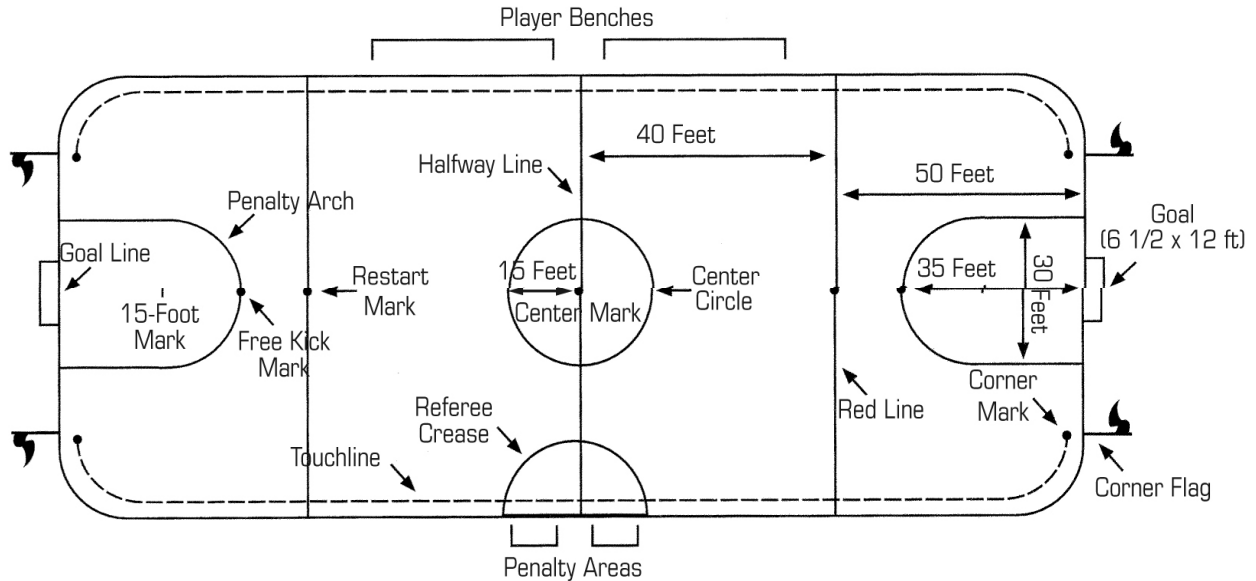 Player Benches
40 Feet
Halfway Line
50 Feet
Penalty Arch
Goal
(6 1/2 x 12 ft)
Goal Line
15 Feet
35 Feet
30 Feet
Restart
Mark
Center
Circle
15-Foot
Mark
Center Mark
Free Kick
Mark
Corner
Mark
Referee
Crease
Red Line
Touchline
Corner Flag
Penalty Areas